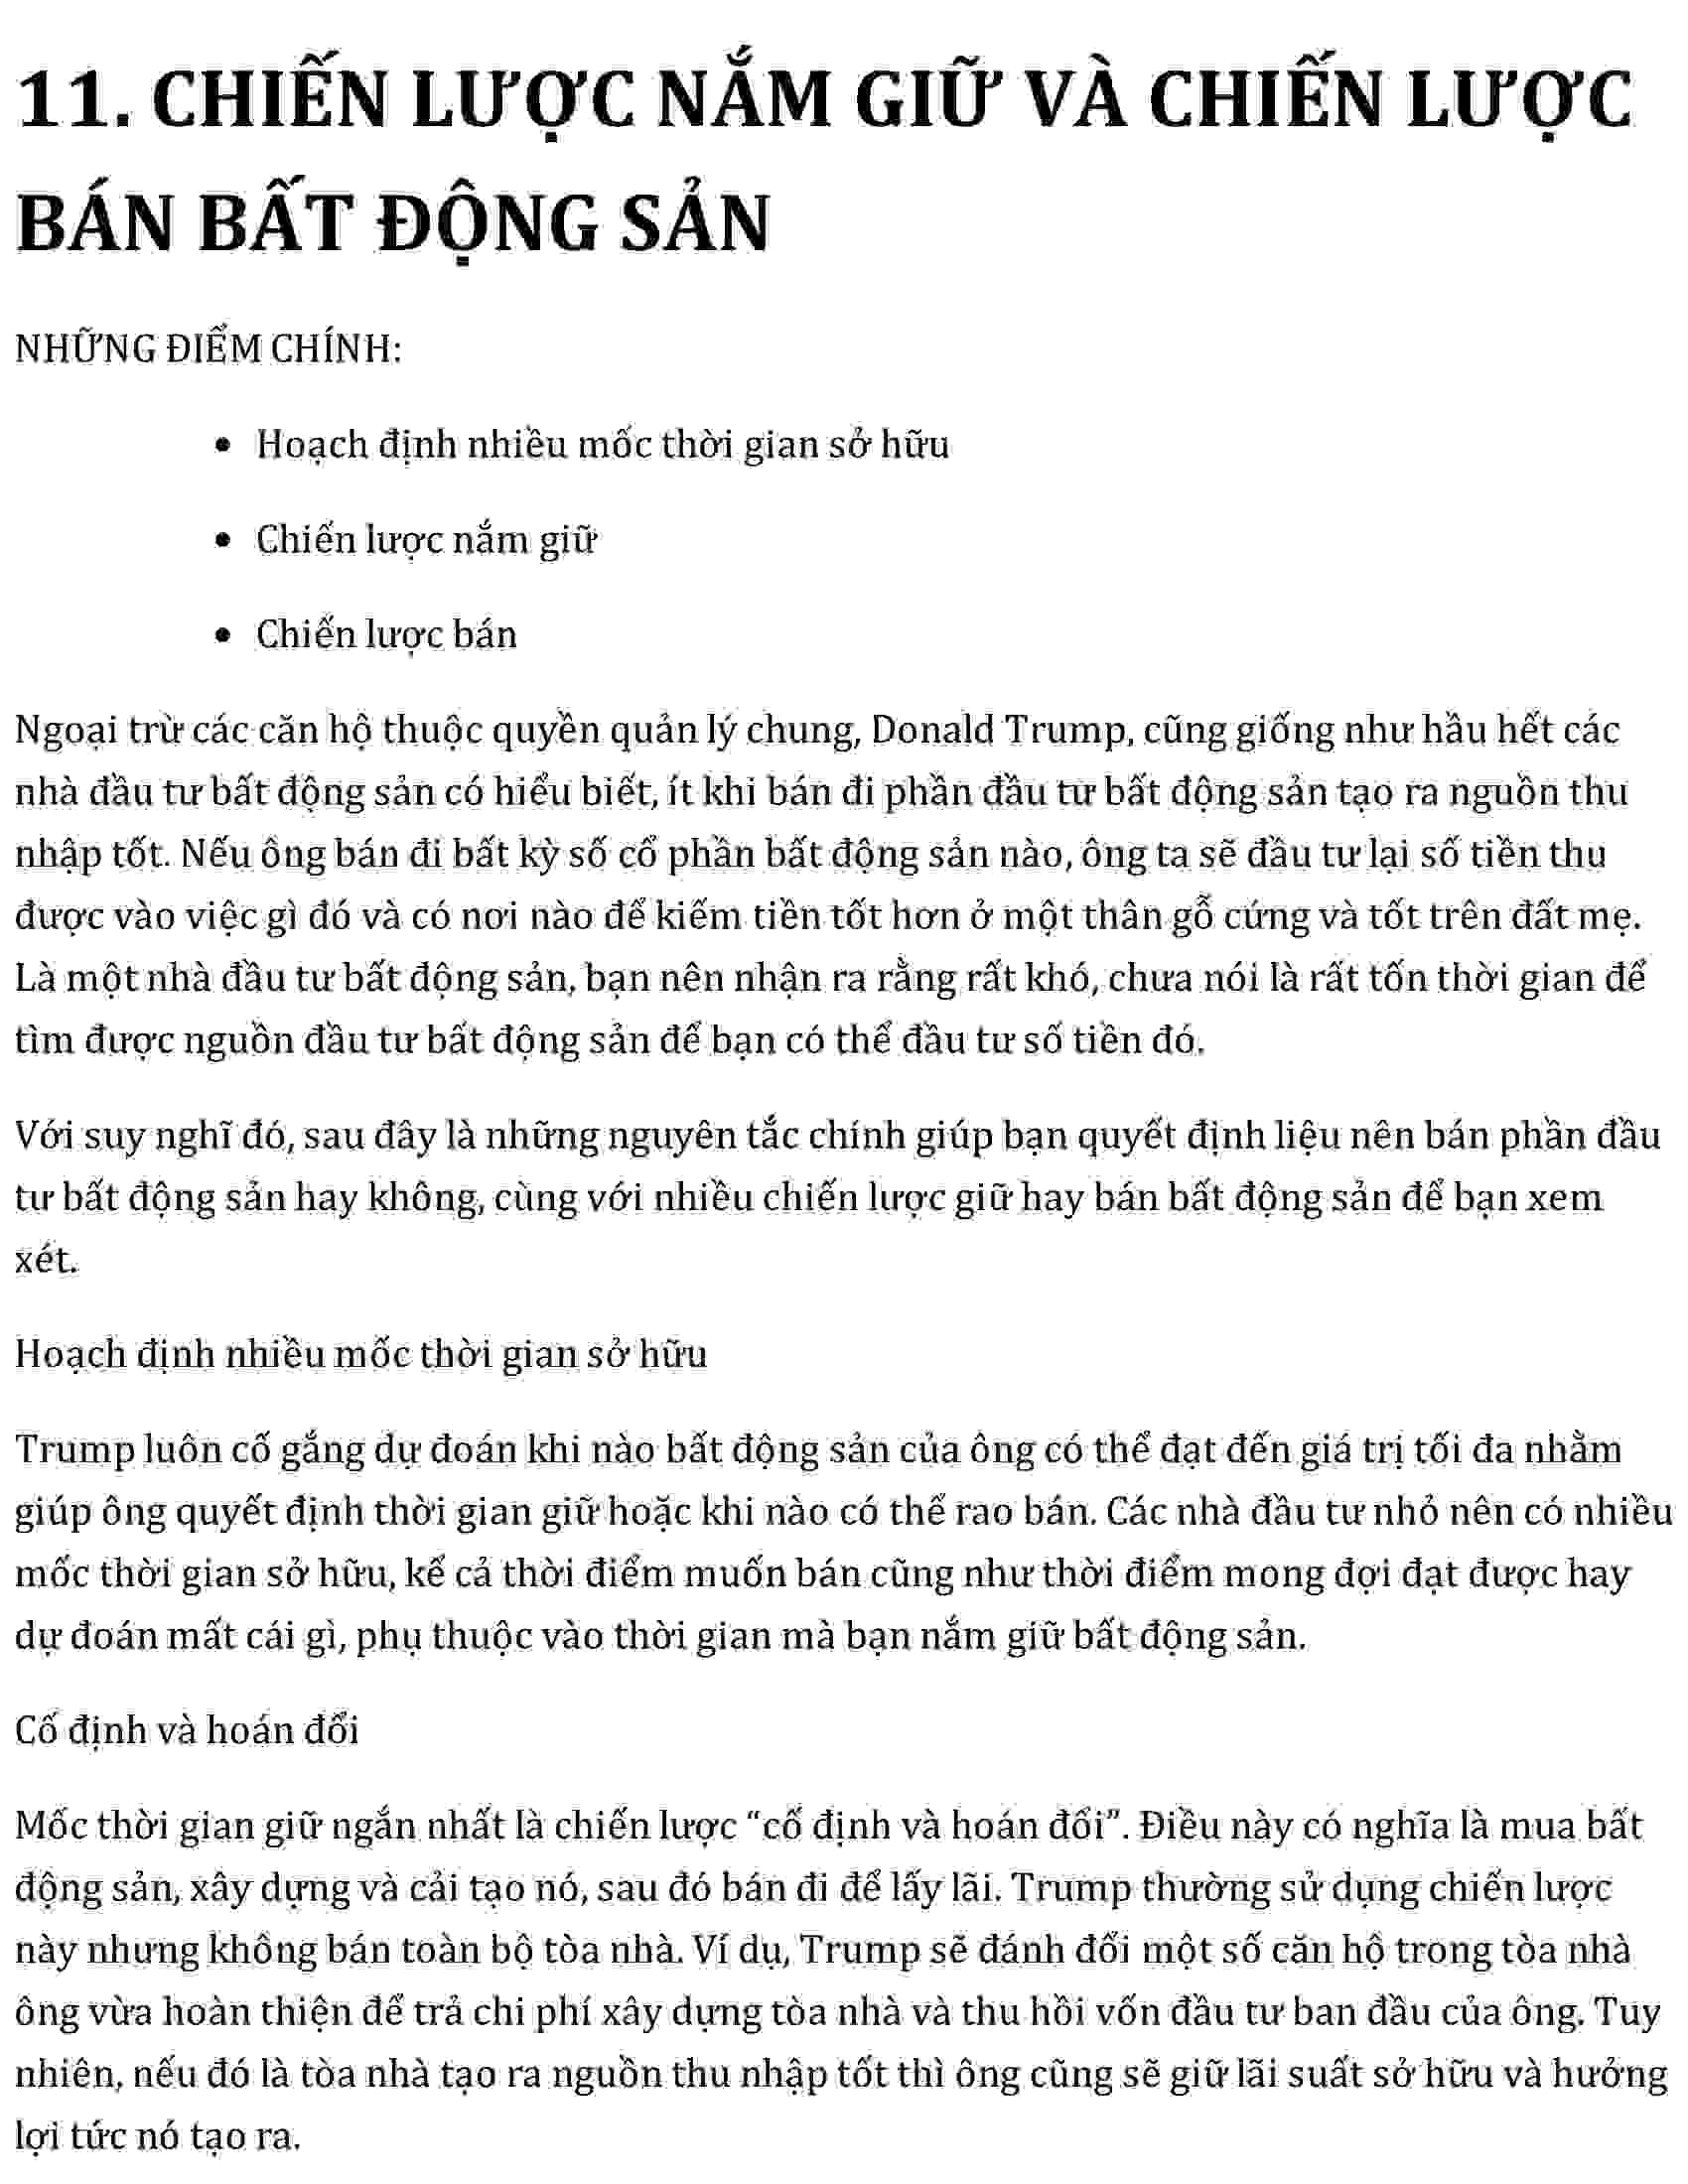 11. CHIẾN LƯỢC NẮM GIỮ VÀ CHIẾN LƯỢC
BÁN BẤT ĐỘNG SẢN
NHỮNG ĐIỂM CHÍNH:
• Hoạch định nhiều mốc thời gian sở hữu
• Chiến lược nắm giữ
• Chiến lược bán
Ngoại trừ các căn hộ thuộc quyền quản lý chung, Donald Trump, cũng giống như hầu hết các
nhà đầu tư bất động sản có hiểu biết, ít khi bán đi phần đầu tư bất động sản tạo ra nguồn thu
nhập tốt. Nếu ông bán đi bất kỳ số cổ phần bất động sản nào, ông ta sẽ đầu tư lại số tiền thu
được vào việc gì đó và có nơi nào để kiếm tiền tốt hơn ở một thân gỗ cứng và tốt trên đất mẹ.
Là một nhà đầu tư bất động sản, bạn nên nhận ra rằng rất khó, chưa nói là rất tốn thời gian để
tìm được nguồn đầu tư bất động sản để bạn có thể đầu tư số tiền đó.
Với suy nghĩ đó, sau đây là những nguyên tắc chính giúp bạn quyết định liệu nên bán phần đầu
tư bất động sản hay không, cùng với nhiều chiến lược giữ hay bán bất động sản để bạn xem
xét.
Hoạch định nhiều mốc thời gian sở hữu
Trump luôn cố gắng dự đoán khi nào bất động sản của ông có thể đạt đến giá trị tối đa nhằm
giúp ông quyết định thời gian giữ hoặc khi nào có thể rao bán. Các nhà đầu tư nhỏ nên có nhiều
mốc thời gian sở hữu, kể cả thời điểm muốn bán cũng như thời điểm mong đợi đạt được hay
dự đoán mất cái gì, phụ thuộc vào thời gian mà bạn nắm giữ bất động sản.
Cố định và hoán đổi
Mốc thời gian giữ ngắn nhất là chiến lược “cố định và hoán đổi”. Điều này có nghĩa là mua bất
động sản, xây dựng và cải tạo nó, sau đó bán đi để lấy lãi. Trump thường sử dụng chiến lược
này nhưng không bán toàn bộ tòa nhà. Ví dụ, Trump sẽ đánh đổi một số căn hộ trong tòa nhà
ông vừa hoàn thiện để trả chi phí xây dựng tòa nhà và thu hồi vốn đầu tư ban đầu của ông. Tuy
nhiên, nếu đó là tòa nhà tạo ra nguồn thu nhập tốt thì ông cũng sẽ giữ lãi suất sở hữu và hưởng
lợi tức nó tạo ra.